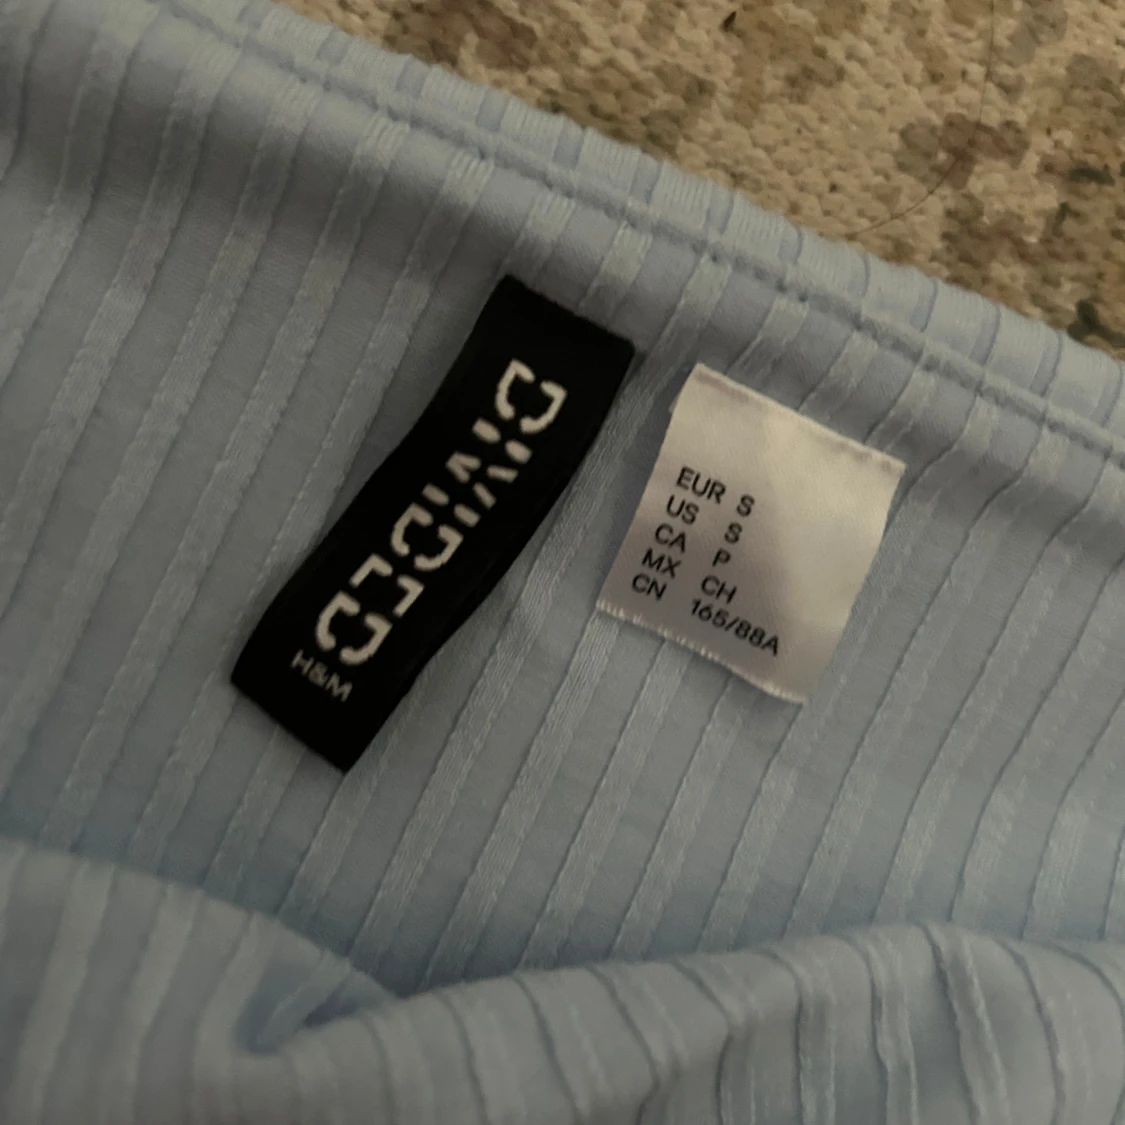 DIVIDED
H&M
EUR S
US S
CA P
MX CH
CN 165/88A